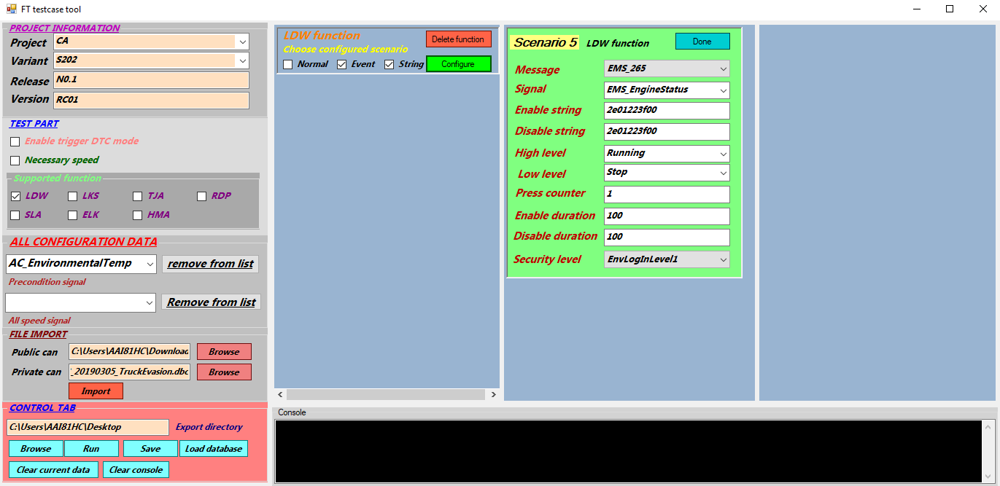 FT testcase tool
PROJECT INFORMATION
Project CA
Variant S202
Release N0.1
Version RC01
TEST PART
Enable trigger DTC mode
Necessary speed
Supported function
LDW LKS TJA RDP
SLA ELK HMA
ALL CONFIGURATION DATA
AC_EnvironmentalTemp remove from list
Precondition signal
Remove from list
All speed signal
FILE IMPORT
Public can C:\Users\AAI81HC\Download Browse
Private can _20190305_TruckEvasion.dbc Browse
Import
CONTROL TAB
C:\Users\AAI81HC\Desktop Export directory
Browse Run Save Load database
Clear current data Clear console
LDW function Delete function
Choose configured scenario
Normal Event String Configure
Scenario 5 LDW function Done
Message EMS_265
Signal EMS_EngineStatus
Enable string 2e01223f00
Disable string 2e01223f00
High level Running
Low level Stop
Press counter 1
Enable duration 100
Disable duration 100
Security level EnvLogInLevel1
Console